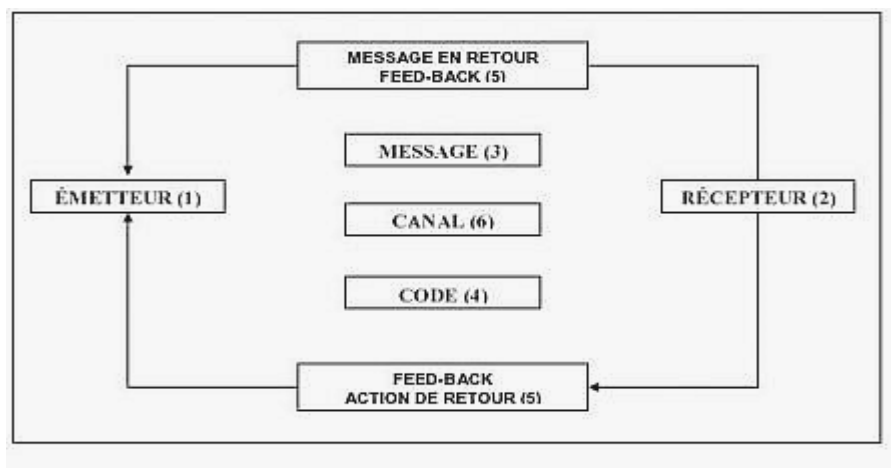 MESSAGE EN RETOUR
FEED-BACK (5)
MESSAGE (3)
ÉMETTEUR (1)
RÉCEPTEUR (2)
CANAL (6)
CODE (4)
FEED-BACK
ACTION DE RETOUR (5)